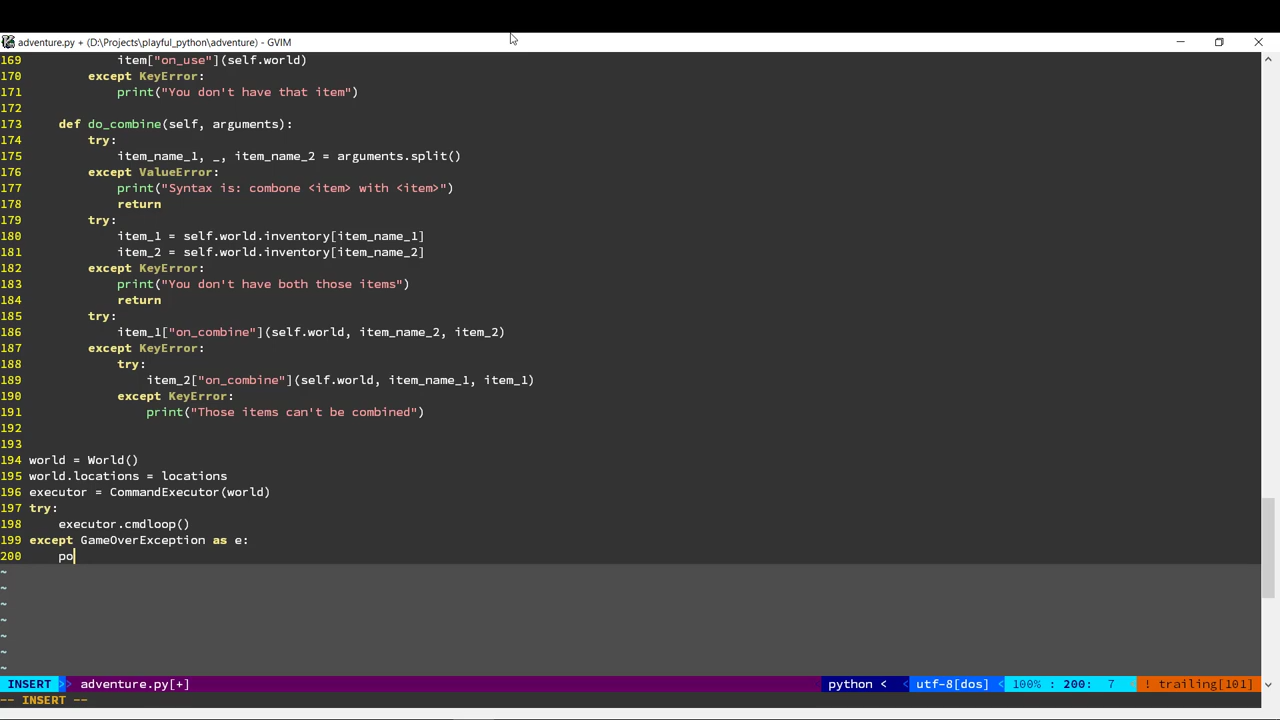 adventure.py + (D:\Projects\playful_python\adventure) - GVIM
169             item["on_use"](self.world)
170         except KeyError:
171             print("You don't have that item")
172
173     def do_combine(self, arguments):
174         try:
175             item_name_1, _, item_name_2 = arguments.split()
176         except ValueError:
177             print("Syntax is: combone <item> with <item>")
178             return
179         try:
180             item_1 = self.world.inventory[item_name_1]
181             item_2 = self.world.inventory[item_name_2]
182         except KeyError:
183             print("You don't have both those items")
184             return
185         try:
186             item_1["on_combine"](self.world, item_name_2, item_2)
187         except KeyError:
188             try:
189                 item_2["on_combine"](self.world, item_name_1, item_1)
190             except KeyError:
191                 print("Those items can't be combined")
192
193
194 world = World()
195 world.locations = locations
196 executor = CommandExecutor(world)
197 try:
198     executor.cmdloop()
199 except GameOverException as e:
200     po
~
~
~
~
~
~
~
INSERT >> adventure.py[+] python < < utf-8[dos] < 100% : 200: 7 ! trailing[101]
-- INSERT --